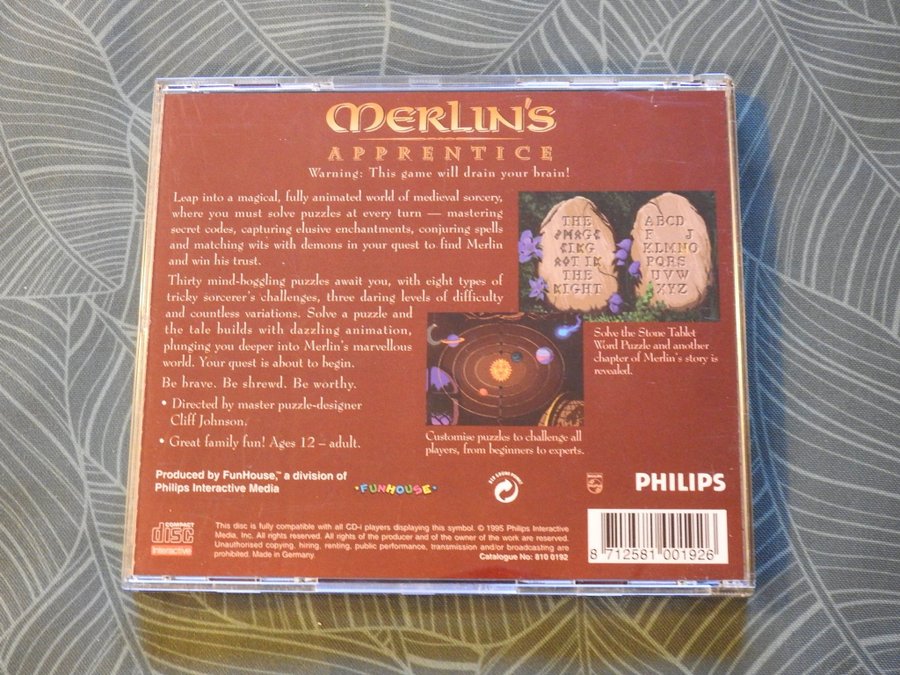 MERLIN'S
APPRENTICE
Warning: This game will drain your brain!
Leap into a magical, fully animated world of medieval sorcery,
where you must solve puzzles at every turn — mastering
secret codes, capturing elusive enchantments, conjuring spells
and matching wits with demons in your quest to find Merlin
and win his trust.
Thirty mind-boggling puzzles await you, with eight types of
tricky sorcerer's challenges, three daring levels of difficulty
and countless variations. Solve a puzzle and
the tale builds with dazzling animation,
plunging you deeper into Merlin's marvellous
world. Your quest is about to begin.
Be brave. Be shrewd. Be worthy.
• Directed by master puzzle-designer
Cliff Johnson.
• Great family fun! Ages 12 – adult.
THE
THE
ABCD
F J
KLMNO
PQRS
UVW
XYZ
Solve the Stone Tablet
Word Puzzle and another
chapter of Merlin's story is
revealed.
Customise puzzles to challenge all
players, from beginners to experts.
Produced by FunHouse,™ a division of
Philips Interactive Media
FUNHOUSE
PHILIPS
COMPACT
disc
Interactive
This disc is fully compatible with all CD-i players displaying this symbol. © 1995 Philips Interactive
Media, Inc. All rights reserved. All rights of the producer and of the owner of the work are reserved.
Unauthorised copying, hiring, renting, public performance, transmission and/or broadcasting are
prohibited. Made in Germany.
Catalogue No: 810 0192
8 712581 001926